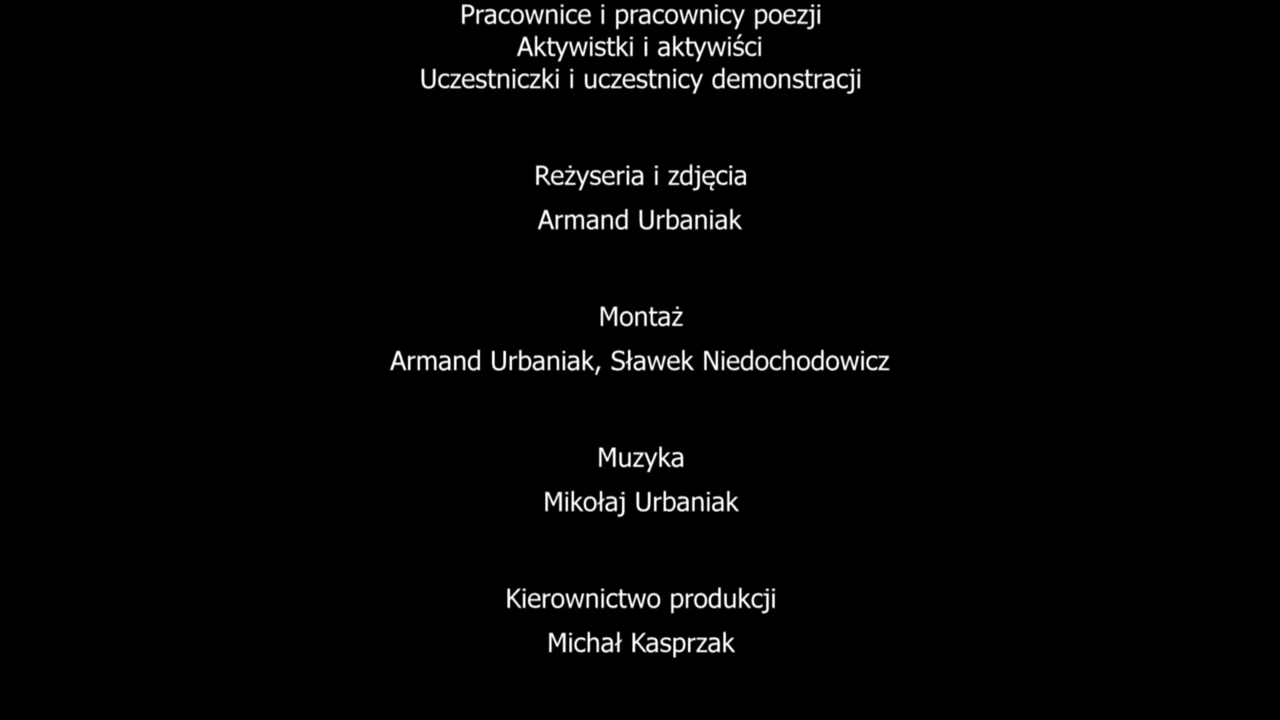 Pracownice i pracownicy poezji
Aktywistki i aktywiści
Uczestniczki i uczestnicy demonstracji
Reżyseria i zdjęcia
Armand Urbaniak
Montaż
Armand Urbaniak, Sławek Niedochodowicz
Muzyka
Mikołaj Urbaniak
Kierownictwo produkcji
Michał Kasprzak